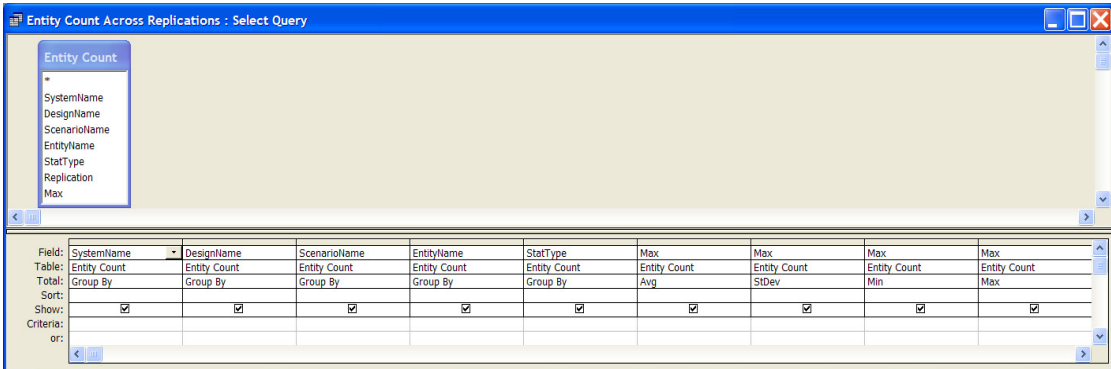 Entity Count Across Replications : Select Query
Entity Count
*
SystemName
DesignName
ScenarioName
EntityName
StatType
Replication
Max
Field: SystemName DesignName ScenarioName EntityName StatType Max Max Max Max
Table: Entity Count Entity Count Entity Count Entity Count Entity Count Entity Count Entity Count Entity Count Entity Count
Total: Group By Group By Group By Group By Group By Avg StDev Min Max
Sort:
Show:
Criteria:
or: